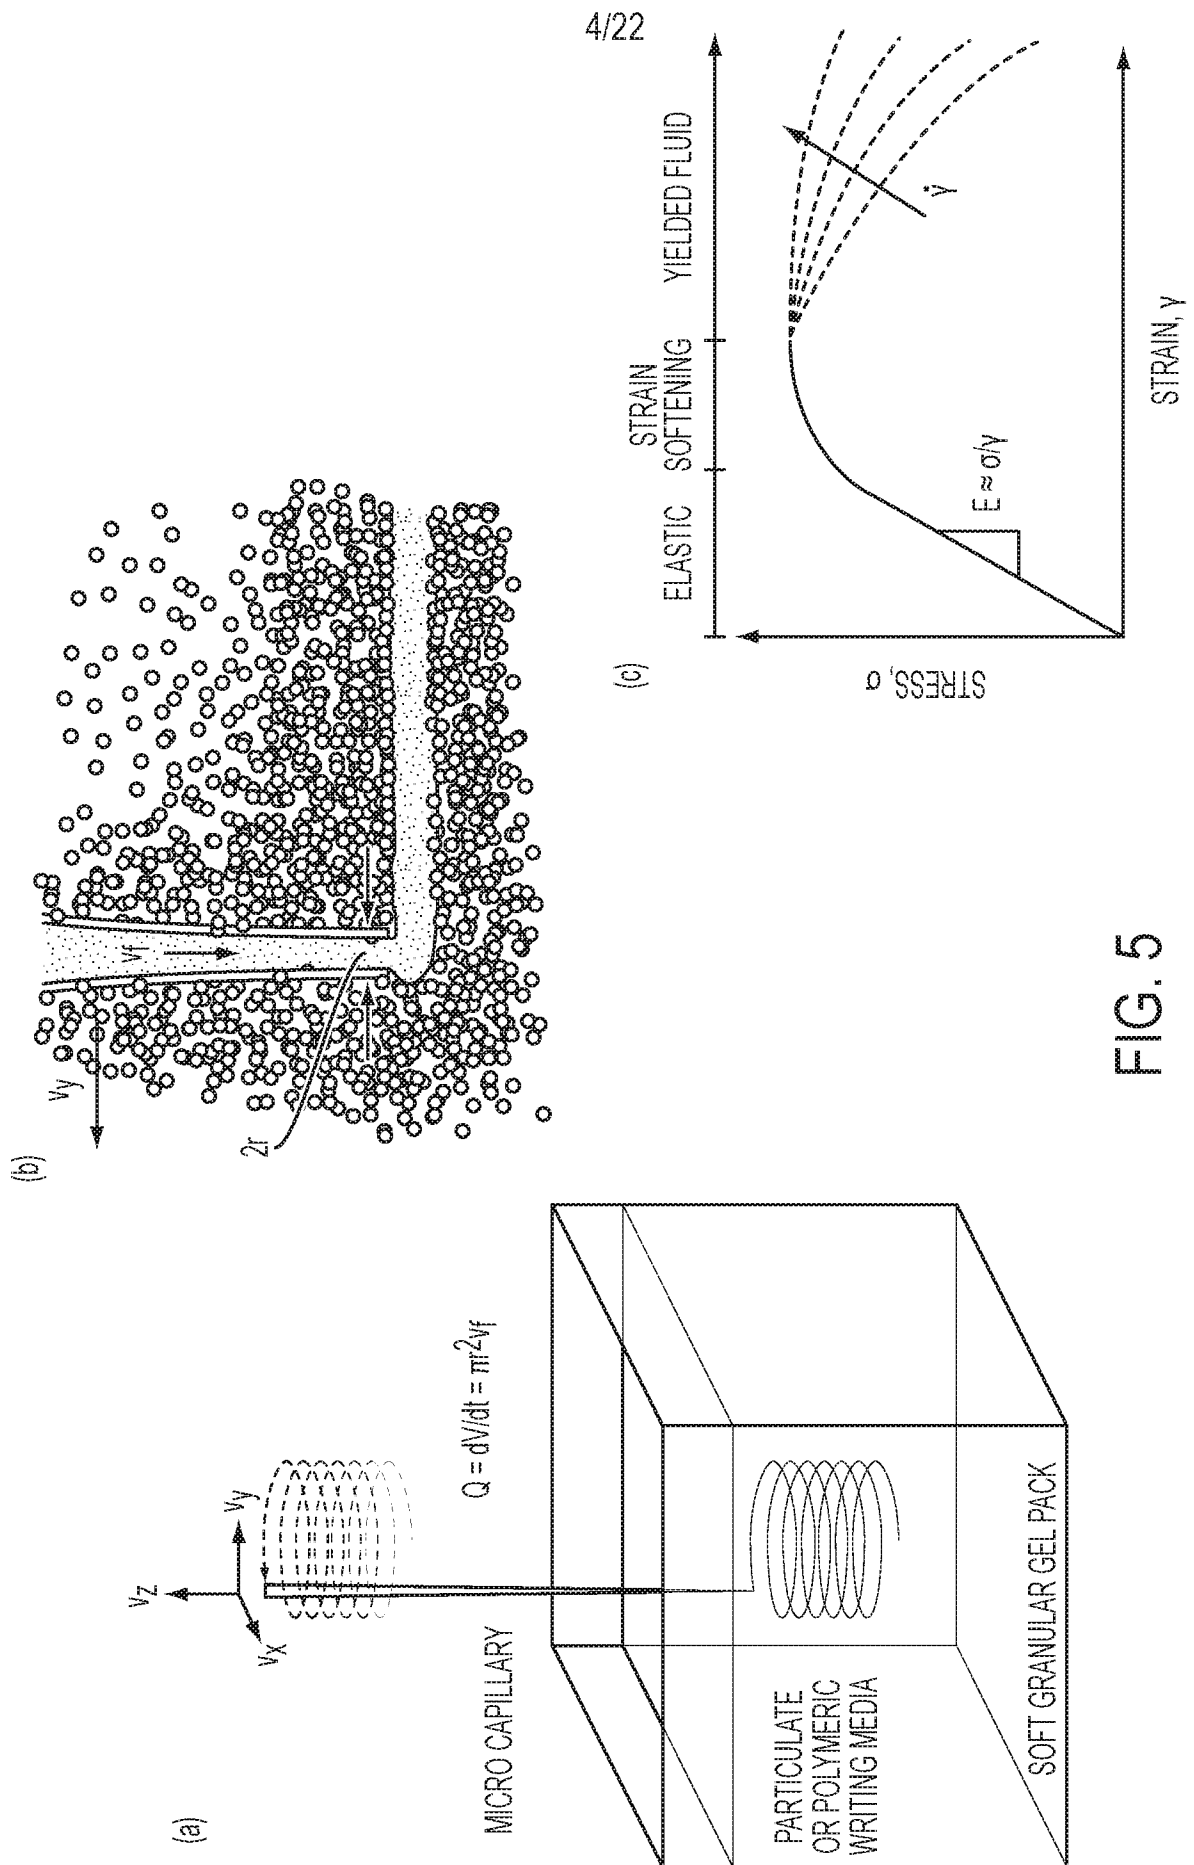 4/22
(a)
MICRO CAPILLARY
vz
vx
vy
Q = dV/dt = πr²vf
PARTICULATE
OR POLYMERIC
WRITING MEDIA
SOFT GRANULAR GEL PACK
(b)
vy
vf
2r
(c)
ELASTIC
STRAIN
SOFTENING
YIELDED FLUID
STRESS, σ
E ≈ σ/γ
γ̇
STRAIN, γ
FIG. 5